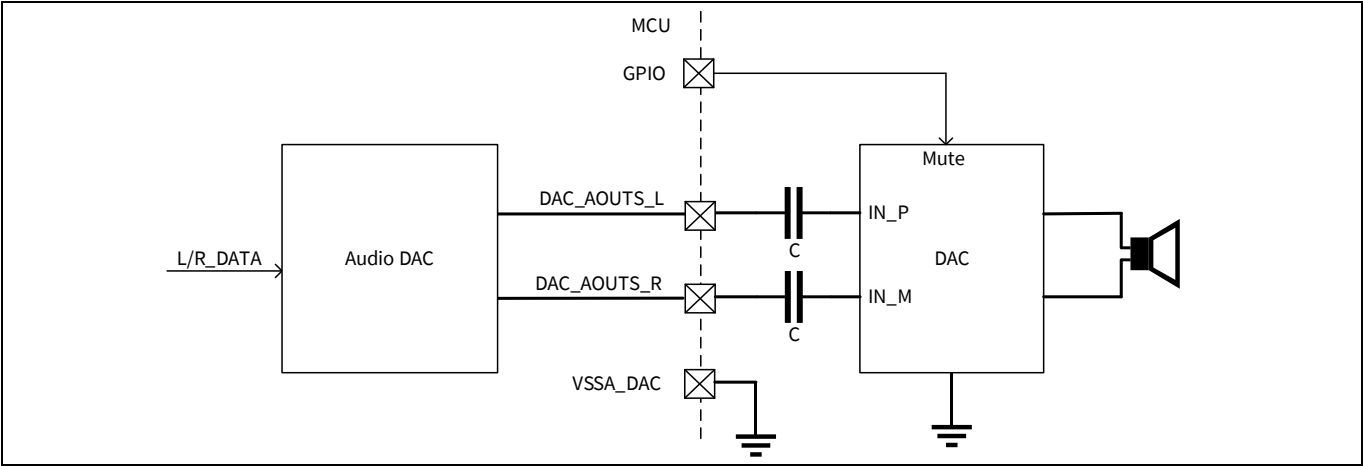 MCU
GPIO
Mute
DAC_AOUTS_L
IN_P
C
L/R_DATA
Audio DAC
DAC
DAC_AOUTS_R
IN_M
C
VSSA_DAC